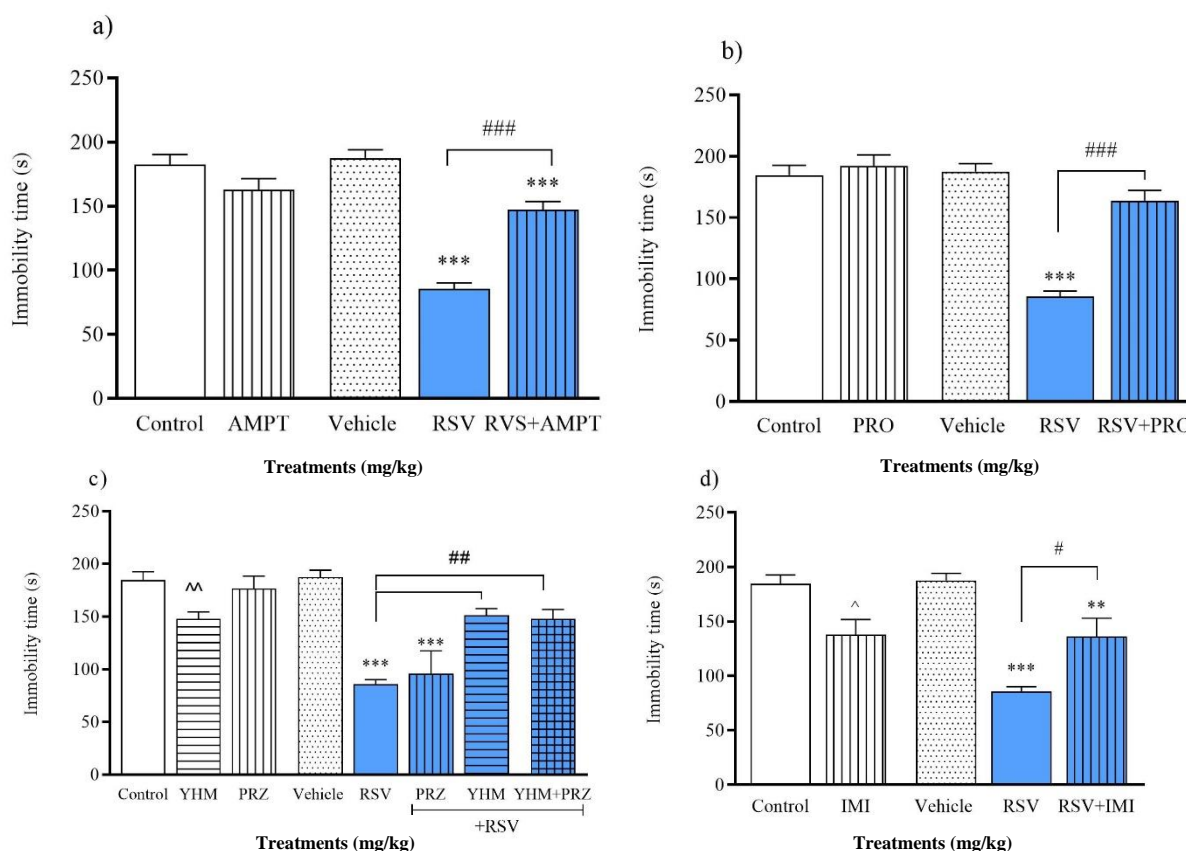 a)
Immobility time (s)
250
200
150
100
50
0
###
***
***
Control AMPT Vehicle RSV RVS+AMPT
Treatments (mg/kg)
b)
Immobility time (s)
250
200
150
100
50
0
###
***
Control PRO Vehicle RSV RSV+PRO
Treatments (mg/kg)
c)
Immobility time (s)
250
200
150
100
50
0
^^
##
***
***
Control YHM PRZ Vehicle RSV PRZ YHM YHM+PRZ
+RSV
Treatments (mg/kg)
d)
Immobility time (s)
250
200
150
100
50
0
^
#
**
***
Control IMI Vehicle RSV RSV+IMI
Treatments (mg/kg)